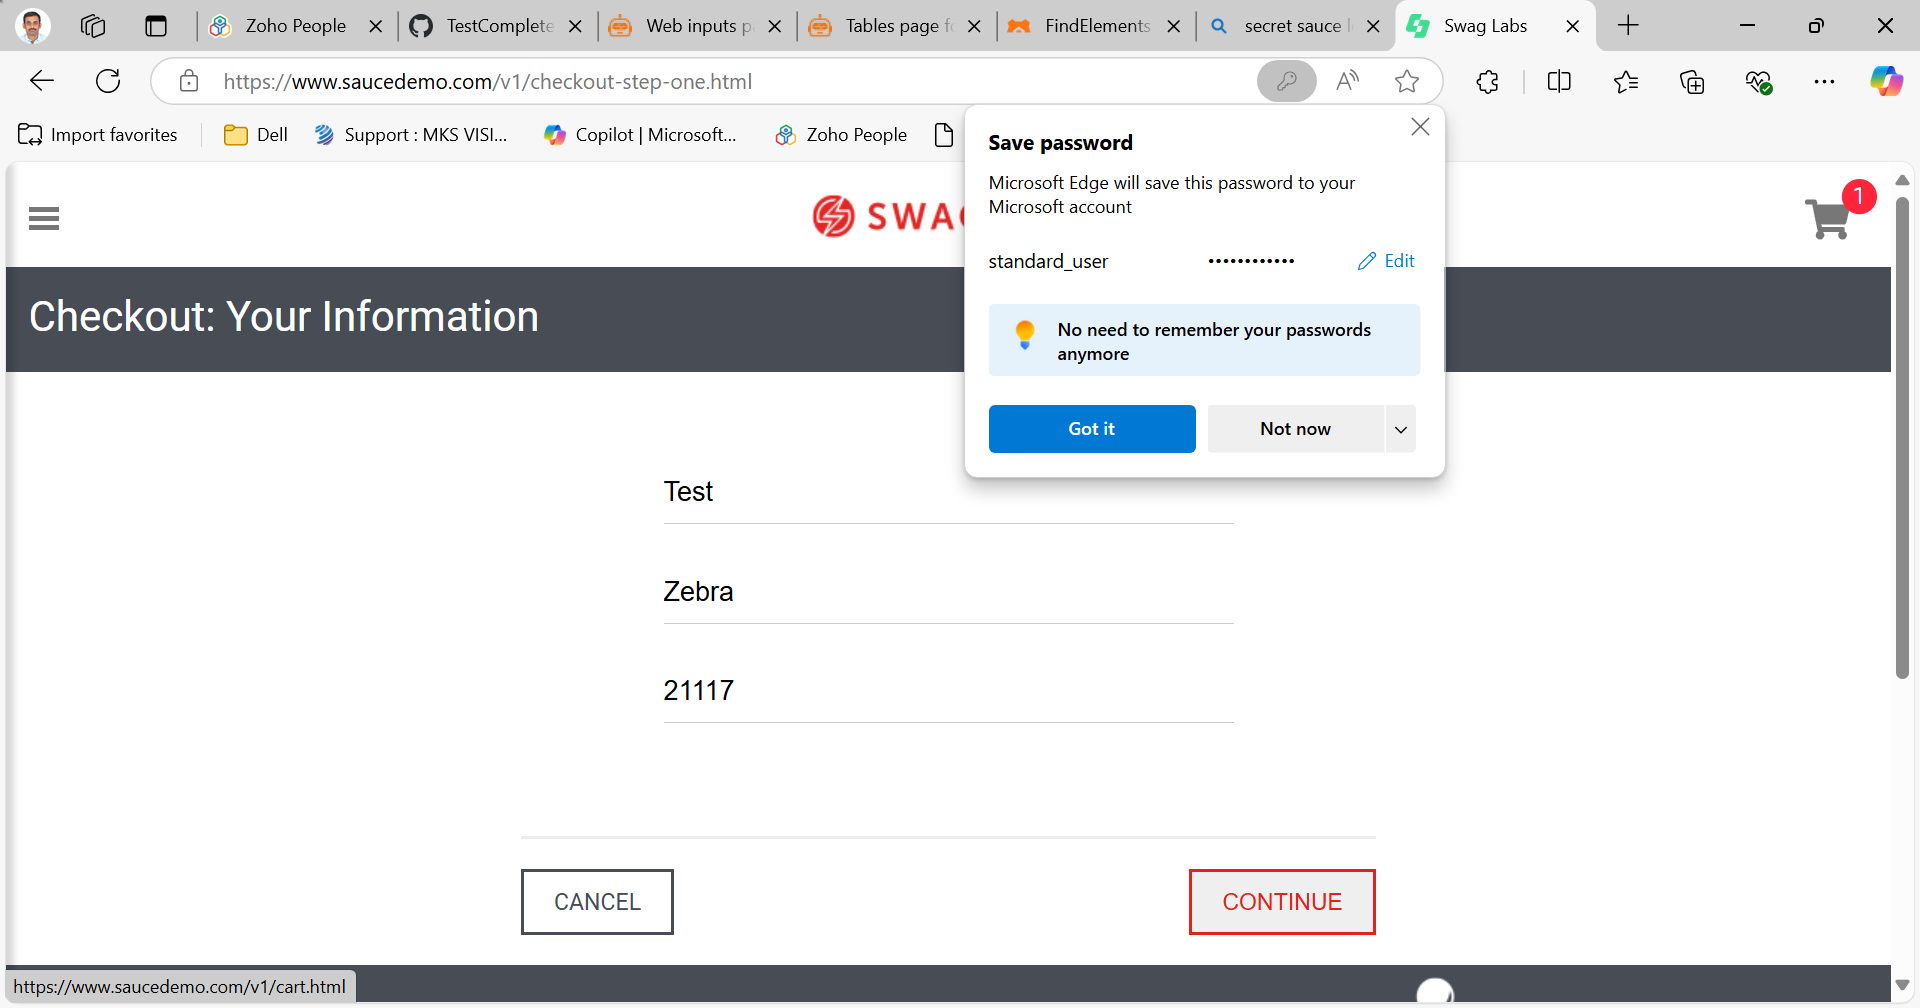 Zoho People
TestComplete
Web inputs p
Tables page fo
FindElements
secret sauce l
Swag Labs
https://www.saucedemo.com/v1/checkout-step-one.html
Import favorites
Dell
Support : MKS VISI...
Copilot | Microsoft...
Zoho People
Save password
Microsoft Edge will save this password to your
Microsoft account
standard_user
••••••••••••
Edit
No need to remember your passwords
anymore
Got it
Not now
SWAG
1
Checkout: Your Information
Test
Zebra
21117
CANCEL
CONTINUE
https://www.saucedemo.com/v1/cart.html